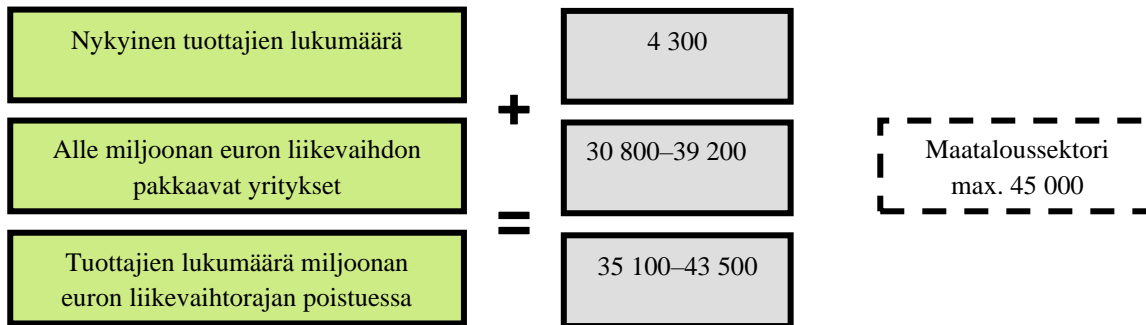 Nykyinen tuottajien lukumäärä
4 300
+
Alle miljoonan euron liikevaihdon
pakkaavat yritykset
30 800–39 200
Maataloussektori
max. 45 000
=
Tuottajien lukumäärä miljoonan
euron liikevaihtorajan poistuessa
35 100–43 500